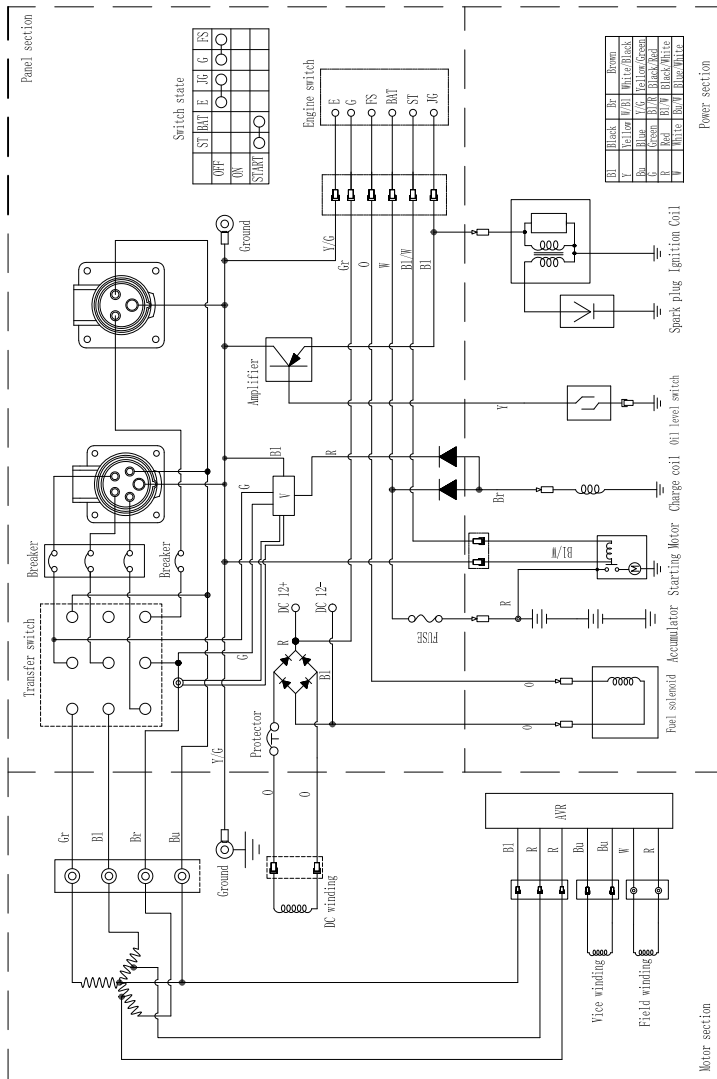 Panel section
Switch state
ST BAT E JG G FS
OFF
ON
START
Engine switch
E
G
FS
BAT
ST
JG
Bl Black Br Brown
Y Yellow W/Bl White/Black
Bu Blue Y/G Yellow/Green
G Green Bl/R Black/Red
R Red Bl/W Black/White
W White Bu/W Blue/White
Power section
Ground
Y/G
Gr
O
W
Bl/W
Bl
Spark plug
Ignition Coil
Amplifier
Y
Oil level switch
Bl
G
V
R
Br
Charge coil
Breaker
Breaker
G
DC 12+
DC 12-
R
Bl
Bl/W
M
Starting Motor
Transfer switch
FUSE
R
Accumulator
Protector
O
O
Fuel solenoid
Gr
Bl
Br
Bu
Y/G
O
O
Ground
DC winding
AVR
Bl
R
R
Bu
Bu
W
R
Vice winding
Field winding
Motor section